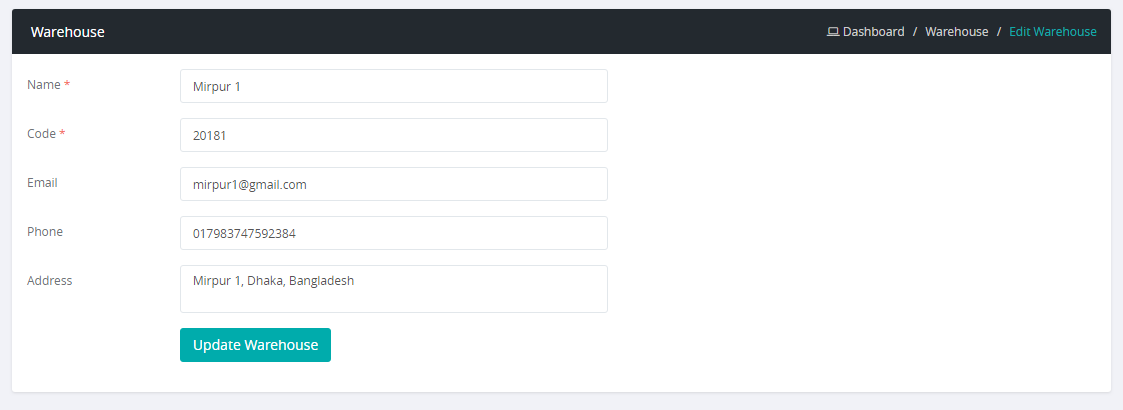 Warehouse
Dashboard / Warehouse / Edit Warehouse
Name *
Mirpur 1
Code *
20181
Email
mirpur1@gmail.com
Phone
017983747592384
Address
Mirpur 1, Dhaka, Bangladesh
Update Warehouse